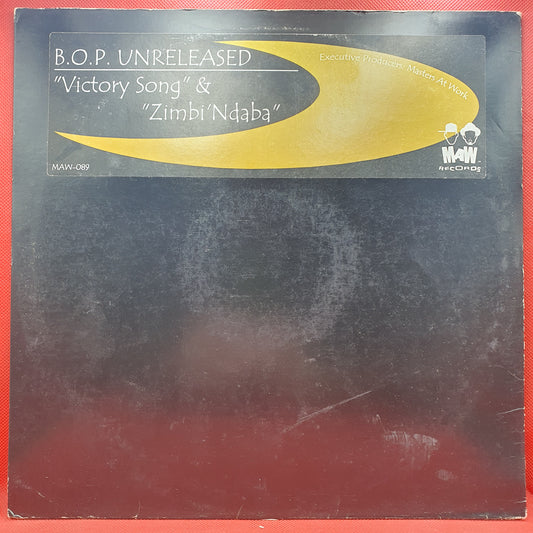 B.O.P. UNRELEASED
"Victory Song" &
"Zimbi'Ndaba"
Executive Producers: Masters At Work
MAW-089
MAW
RECORDS